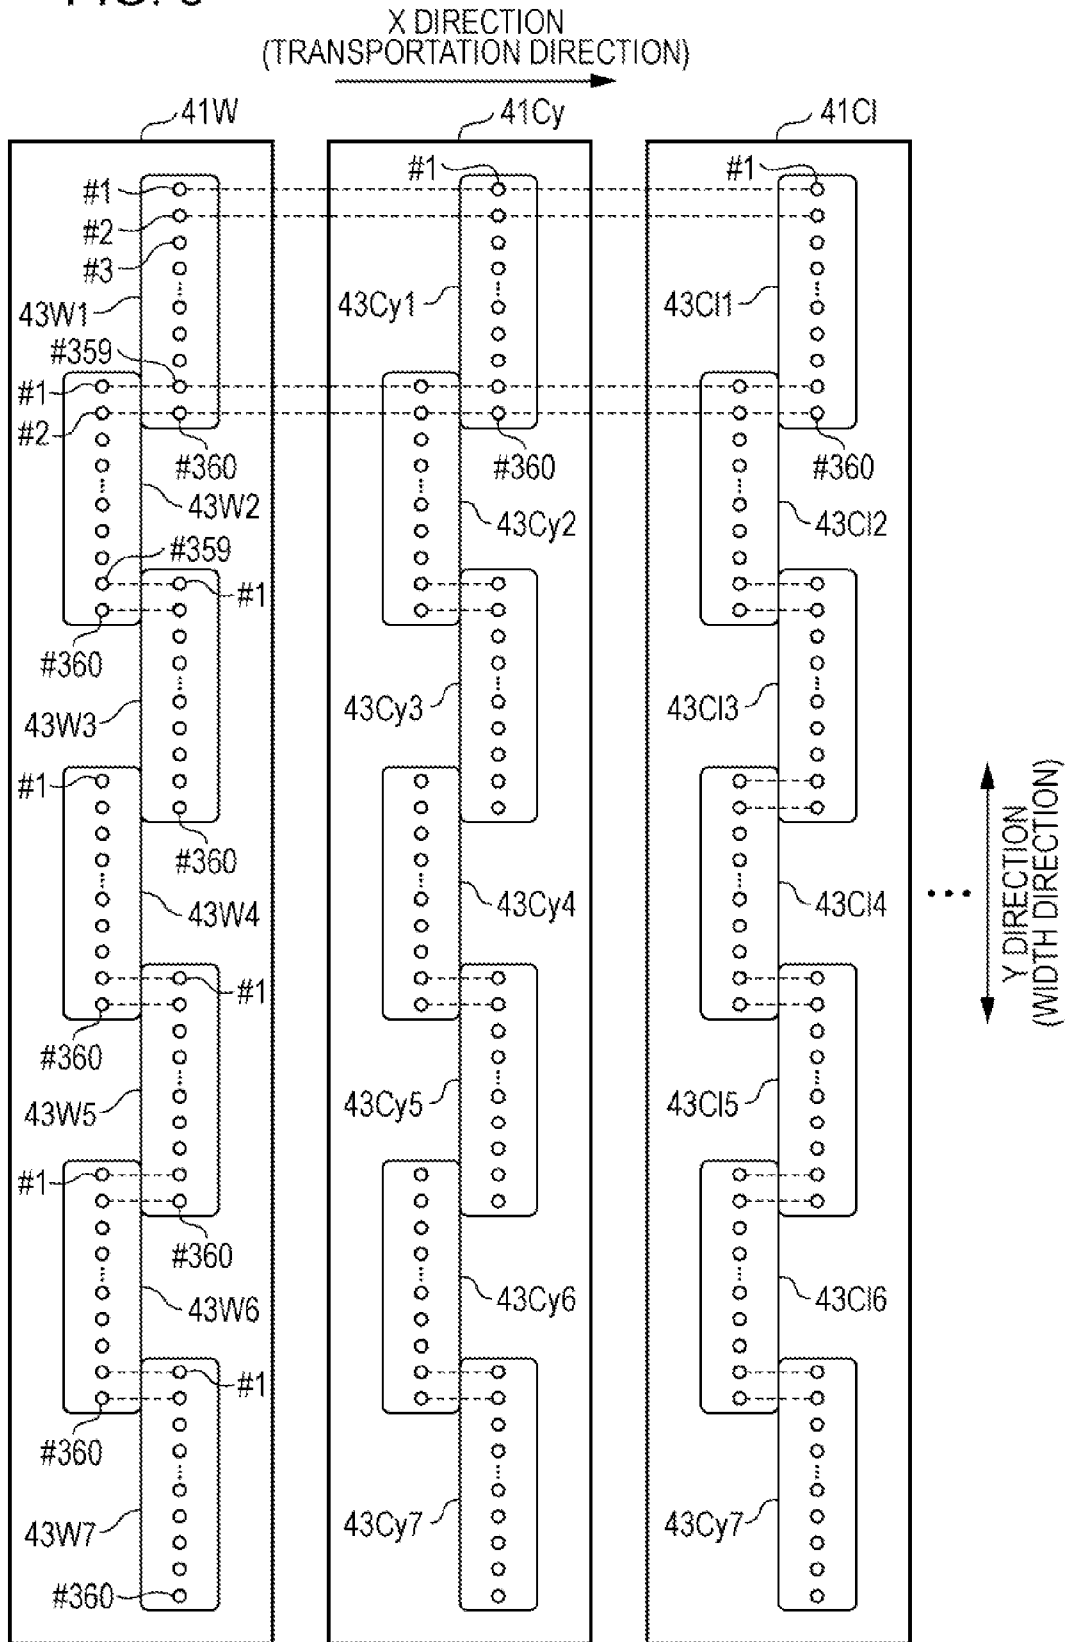 X DIRECTION
(TRANSPORTATION DIRECTION)
41W
41Cy
41Cl
#1
#2
#3
43W1
#359
#1
#2
#360
43W2
#359
#1
#360
43W3
#1
#360
43W4
#1
#360
43W5
#1
#360
43W6
#1
#360
43W7
#360
#1
43Cy1
#360
43Cy2
43Cy3
43Cy4
43Cy5
43Cy6
43Cy7
#1
43Cl1
#360
43Cl2
43Cl3
43Cl4
43Cl5
43Cl6
43Cy7
...
Y DIRECTION
(WIDTH DIRECTION)